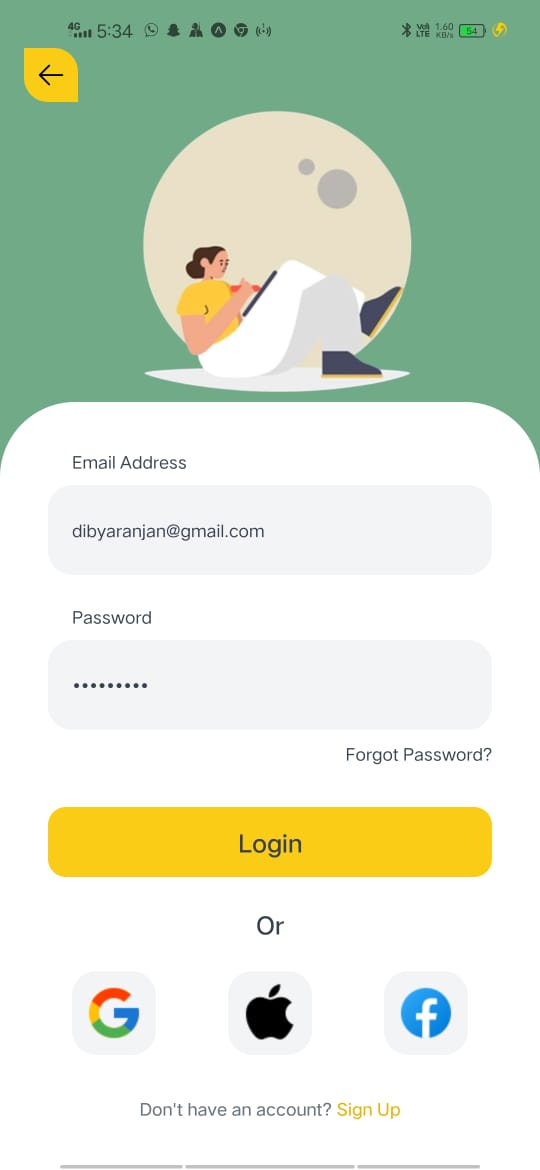 4G 5:34 Vo) LTE 1.60 KB/s 54
Email Address
dibyaranjan@gmail.com
Password
•••••••••
Forgot Password?
Login
Or
Don't have an account? Sign Up